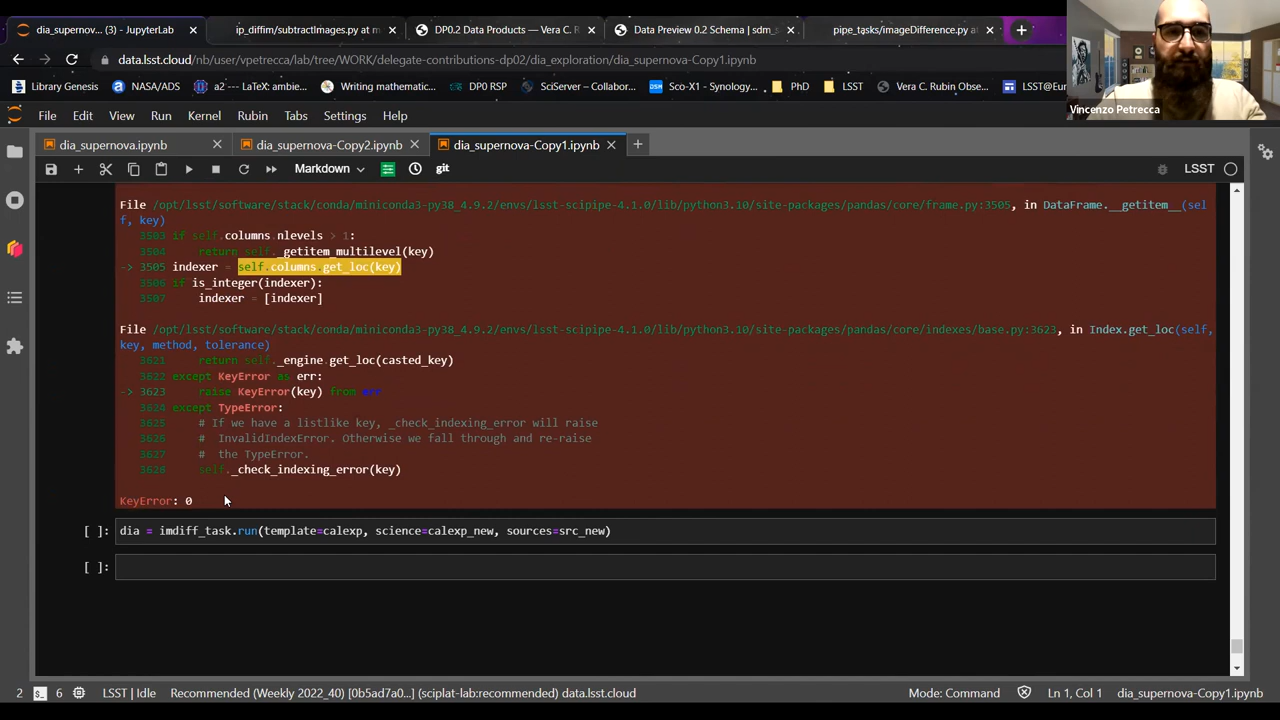 dia_supernov... (3) - JupyterLab
ip_diffim/subtractImages.py at m
DP0.2 Data Products — Vera C. R
Data Preview 0.2 Schema | sdm_s
pipe_tasks/imageDifference.py at
data.lsst.cloud/nb/user/vpetrecca/lab/tree/WORK/delegate-contributions-dp02/dia_exploration/dia_supernova-Copy1.ipynb
Library Genesis
NASA/ADS
a2 --- LaTeX: ambie...
Writing mathematic...
DP0 RSP
SciServer – Collabor...
Sco-X1 - Synology
PhD
LSST
Vera C. Rubin Obse...
LSST@Eu
Vincenzo Petrecca
File Edit View Run Kernel Rubin Tabs Settings Help
dia_supernova.ipynb
dia_supernova-Copy2.ipynb
dia_supernova-Copy1.ipynb
Markdown
git
LSST
File /opt/lsst/software/stack/conda/miniconda3-py38_4.9.2/envs/lsst-scipipe-4.1.0/lib/python3.10/site-packages/pandas/core/frame.py:3505, in DataFrame.__getitem__(sel
f, key)
3503 if self.columns.nlevels > 1:
3504 return self._getitem_multilevel(key)
-> 3505 indexer = self.columns.get_loc(key)
3506 if is_integer(indexer):
3507 indexer = [indexer]
File /opt/lsst/software/stack/conda/miniconda3-py38_4.9.2/envs/lsst-scipipe-4.1.0/lib/python3.10/site-packages/pandas/core/indexes/base.py:3623, in Index.get_loc(self,
key, method, tolerance)
3621 return self._engine.get_loc(casted_key)
3622 except KeyError as err:
-> 3623 raise KeyError(key) from err
3624 except TypeError:
3625 # If we have a listlike key, _check_indexing_error will raise
3626 # InvalidIndexError. Otherwise we fall through and re-raise
3627 # the TypeError.
3628 self._check_indexing_error(key)
KeyError: 0
[ ]: dia = imdiff_task.run(template=calexp, science=calexp_new, sources=src_new)
[ ]:
2
6
LSST | Idle
Recommended (Weekly 2022_40) [0b5ad7a0...] (sciplat-lab:recommended) data.lsst.cloud
Mode: Command
Ln 1, Col 1
dia_supernova-Copy1.ipynb